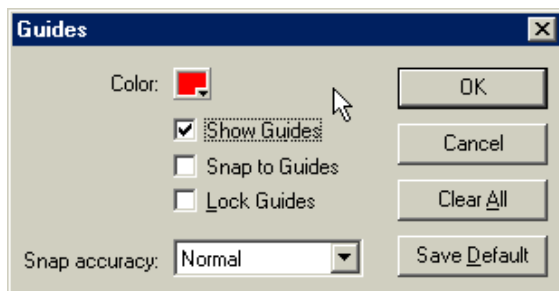 Guides
Color:
OK
Show Guides
Cancel
Snap to Guides
Lock Guides
Clear All
Snap accuracy:
Normal
Save Default